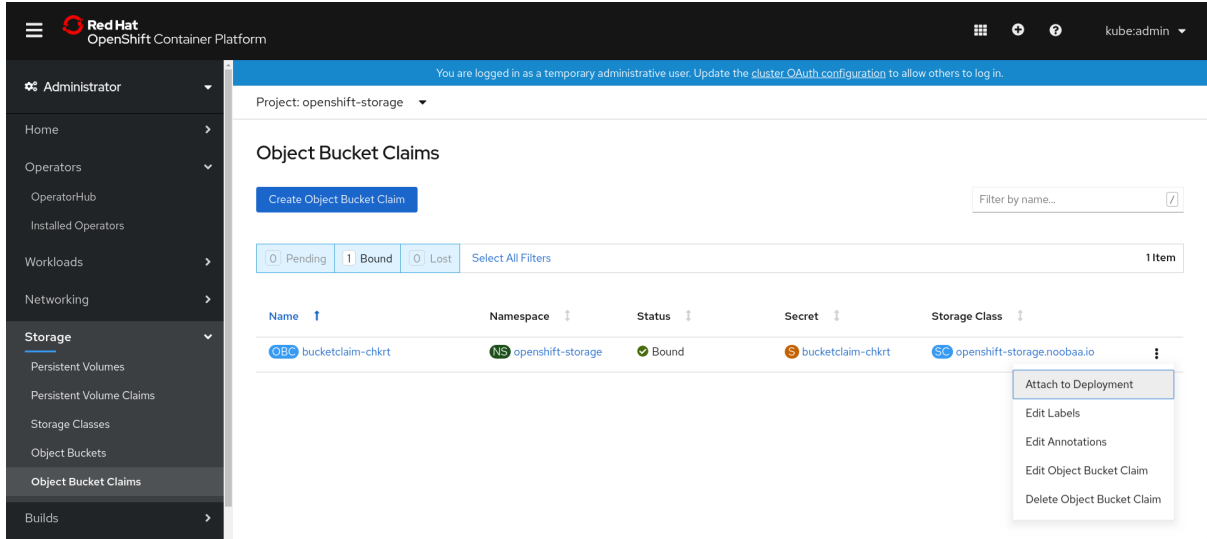 Red Hat
OpenShift Container Platform
kube:admin
Administrator
You are logged in as a temporary administrative user. Update the cluster OAuth configuration to allow others to log in.
Project: openshift-storage
Home
Operators
OperatorHub
Installed Operators
Workloads
Networking
Storage
Persistent Volumes
Persistent Volume Claims
Storage Classes
Object Buckets
Object Bucket Claims
Builds
Object Bucket Claims
Create Object Bucket Claim
Filter by name... /
0 Pending 1 Bound 0 Lost Select All Filters 1 Item
Name Namespace Status Secret Storage Class
OBC bucketclaim-chkrt NS openshift-storage Bound S bucketclaim-chkrt SC openshift-storage.noobaa.io
Attach to Deployment
Edit Labels
Edit Annotations
Edit Object Bucket Claim
Delete Object Bucket Claim